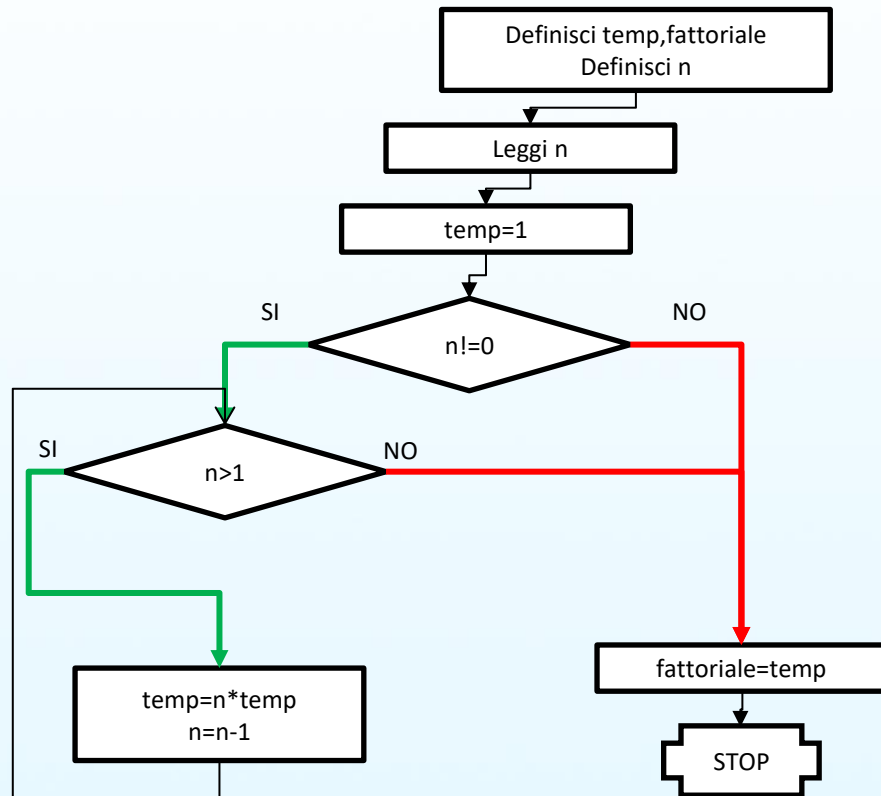 Definisci temp,fattoriale
Definisci n
Leggi n
temp=1
SI
NO
n!=0
SI
NO
n>1
temp=n*temp
n=n-1
fattoriale=temp
STOP